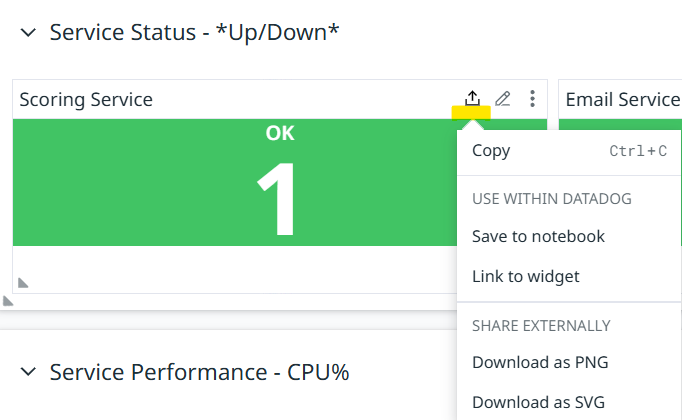 Service Status - *Up/Down*
Scoring Service
Email Service
OK
1
Copy Ctrl+C
USE WITHIN DATADOG
Save to notebook
Link to widget
SHARE EXTERNALLY
Download as PNG
Download as SVG
Service Performance - CPU%